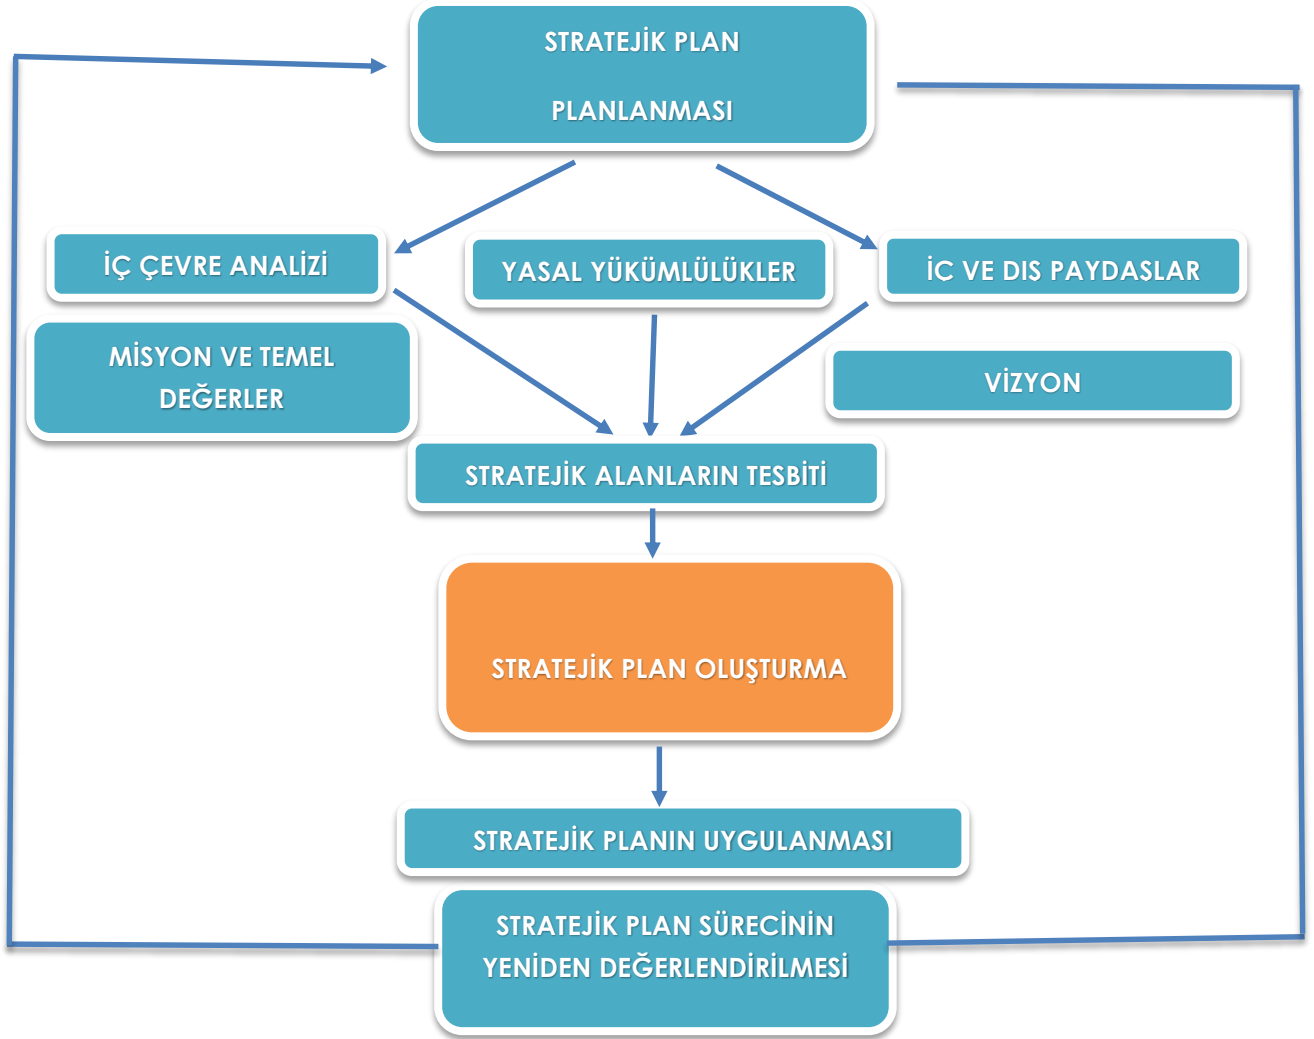 STRATEJİK PLAN
PLANLANMASI
İÇ ÇEVRE ANALİZİ
YASAL YÜKÜMLÜLÜKLER
İC VE DIS PAYDAŞLAR
MİSYON VE TEMEL
DEĞERLER
VİZYON
STRATEJİK ALANLARIN TESBİTİ
STRATEJİK PLAN OLUŞTURMA
STRATEJİK PLANIN UYGULANMASI
STRATEJİK PLAN SÜRECİNİN
YENİDEN DEĞERLENDİRİLMESİ